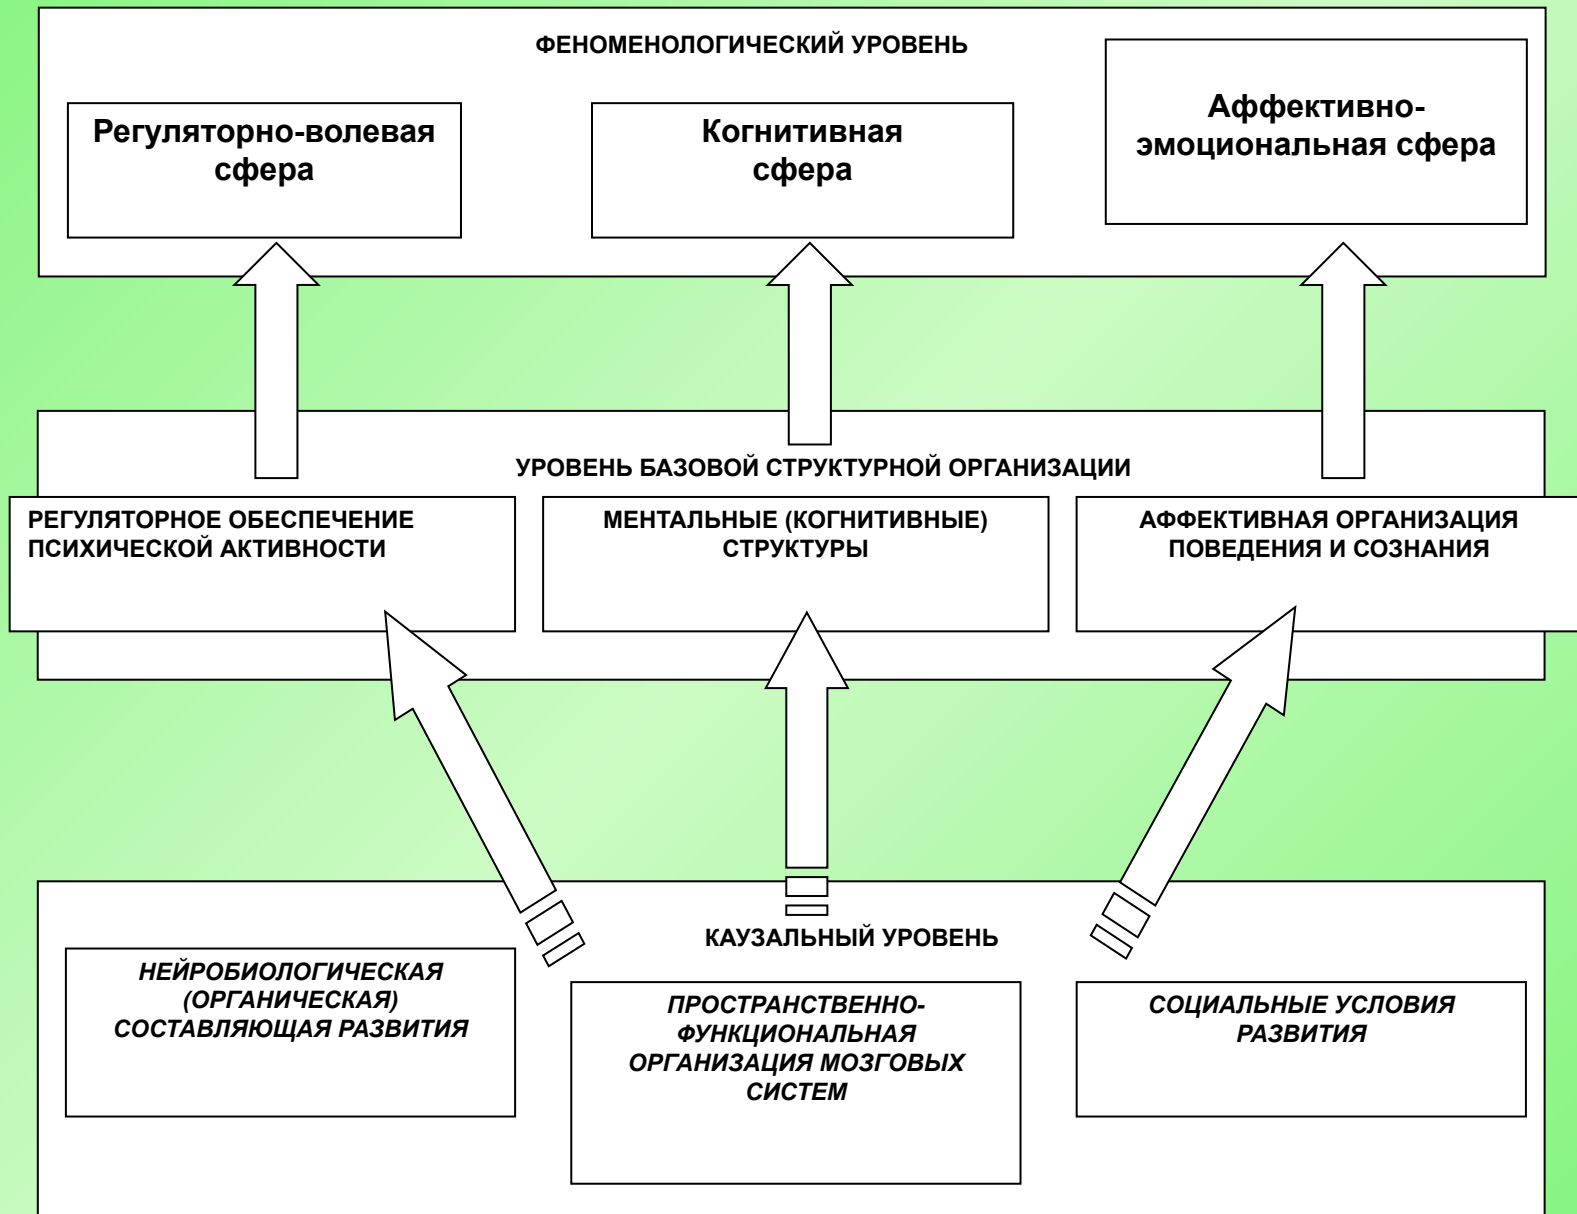 ФЕНОМЕНОЛОГИЧЕСКИЙ УРОВЕНЬ
Регуляторно-волевая
сфера
Когнитивная
сфера
Аффективно-
эмоциональная сфера
УРОВЕНЬ БАЗОВОЙ СТРУКТУРНОЙ ОРГАНИЗАЦИИ
РЕГУЛЯТОРНОЕ ОБЕСПЕЧЕНИЕ
ПСИХИЧЕСКОЙ АКТИВНОСТИ
МЕНТАЛЬНЫЕ (КОГНИТИВНЫЕ)
СТРУКТУРЫ
АФФЕКТИВНАЯ ОРГАНИЗАЦИЯ
ПОВЕДЕНИЯ И СОЗНАНИЯ
КАУЗАЛЬНЫЙ УРОВЕНЬ
НЕЙРОБИОЛОГИЧЕСКАЯ
(ОРГАНИЧЕСКАЯ)
СОСТАВЛЯЮЩАЯ РАЗВИТИЯ
ПРОСТРАНСТВЕННО-
ФУНКЦИОНАЛЬНАЯ
ОРГАНИЗАЦИЯ МОЗГОВЫХ
СИСТЕМ
СОЦИАЛЬНЫЕ УСЛОВИЯ
РАЗВИТИЯ